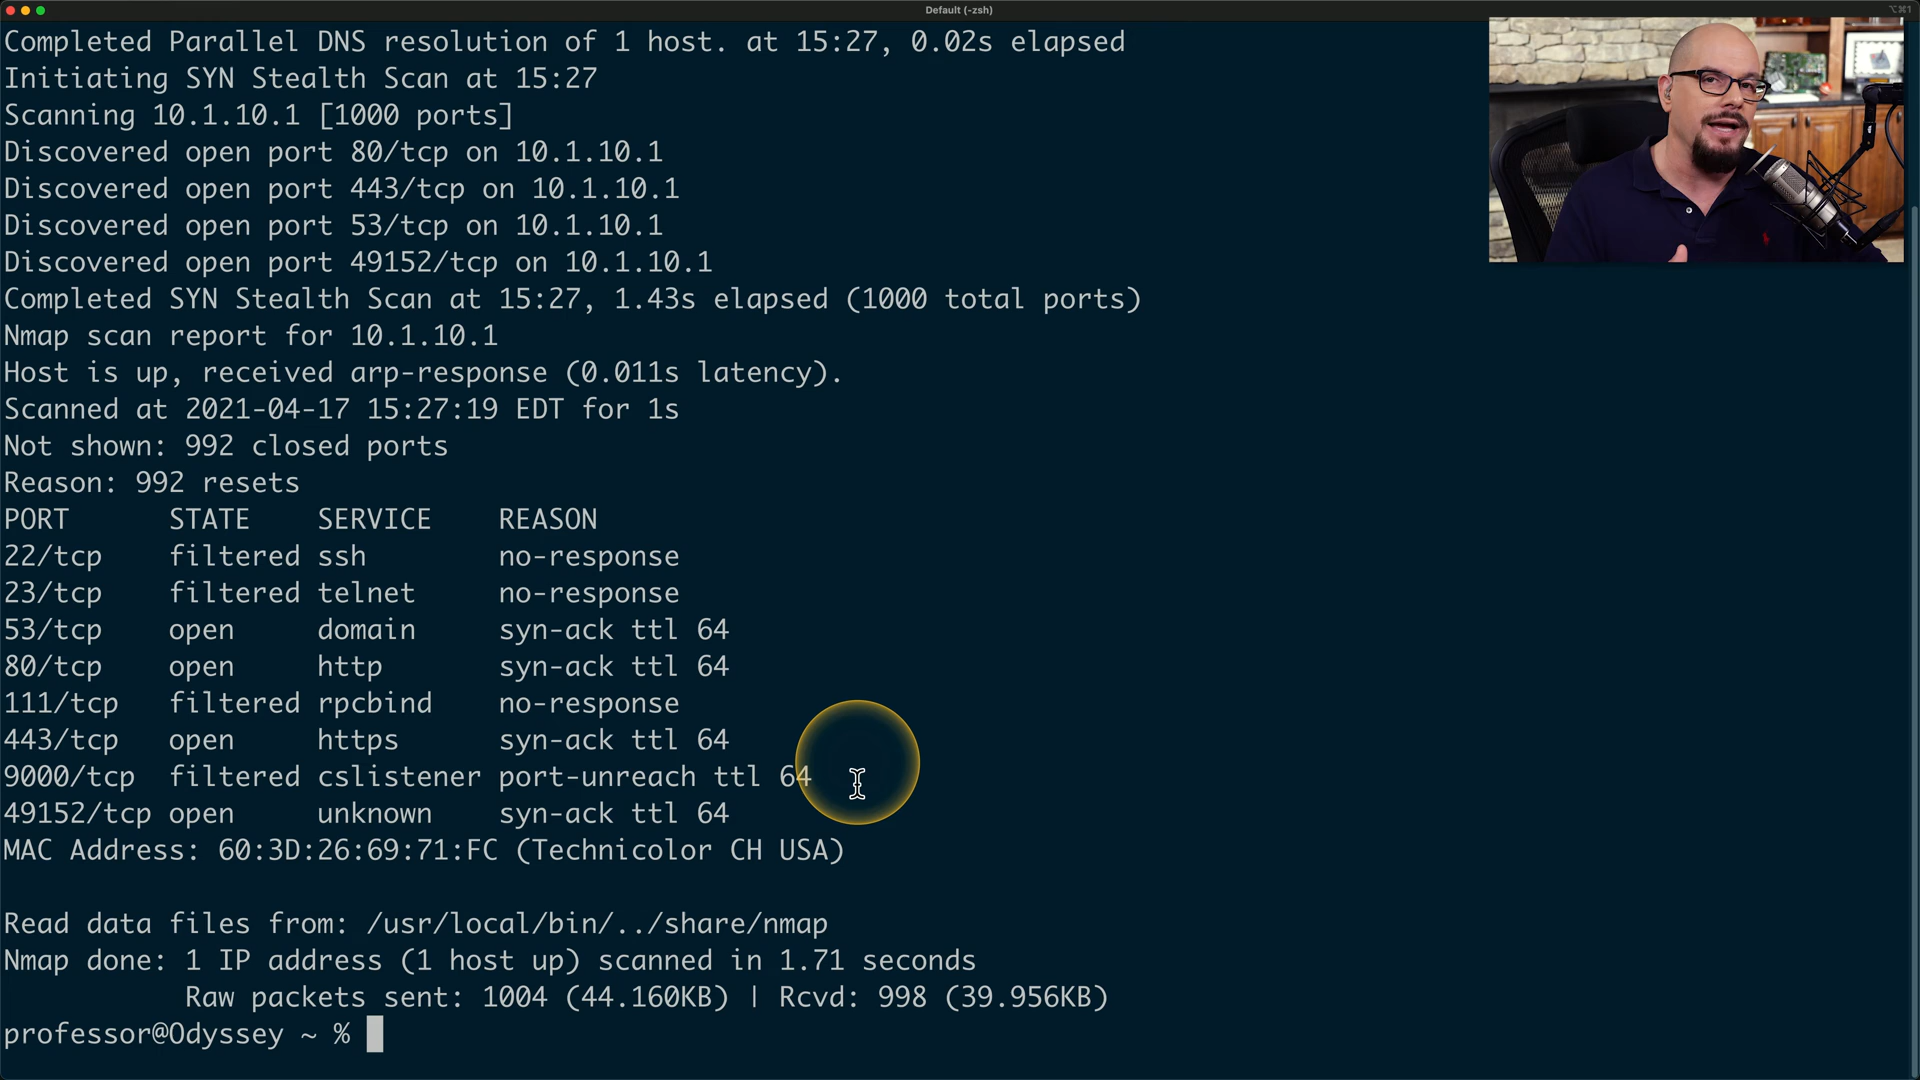 Default (-zsh)
⌥⌘1
Completed Parallel DNS resolution of 1 host. at 15:27, 0.02s elapsed
Initiating SYN Stealth Scan at 15:27
Scanning 10.1.10.1 [1000 ports]
Discovered open port 80/tcp on 10.1.10.1
Discovered open port 443/tcp on 10.1.10.1
Discovered open port 53/tcp on 10.1.10.1
Discovered open port 49152/tcp on 10.1.10.1
Completed SYN Stealth Scan at 15:27, 1.43s elapsed (1000 total ports)
Nmap scan report for 10.1.10.1
Host is up, received arp-response (0.011s latency).
Scanned at 2021-04-17 15:27:19 EDT for 1s
Not shown: 992 closed ports
Reason: 992 resets
PORT      STATE    SERVICE    REASON
22/tcp    filtered ssh        no-response
23/tcp    filtered telnet     no-response
53/tcp    open     domain     syn-ack ttl 64
80/tcp    open     http       syn-ack ttl 64
111/tcp   filtered rpcbind    no-response
443/tcp   open     https      syn-ack ttl 64
9000/tcp  filtered cslistener port-unreach ttl 64
49152/tcp open     unknown    syn-ack ttl 64
MAC Address: 60:3D:26:69:71:FC (Technicolor CH USA)
Read data files from: /usr/local/bin/../share/nmap
Nmap done: 1 IP address (1 host up) scanned in 1.71 seconds
           Raw packets sent: 1004 (44.160KB) | Rcvd: 998 (39.956KB)
professor@Odyssey ~ %